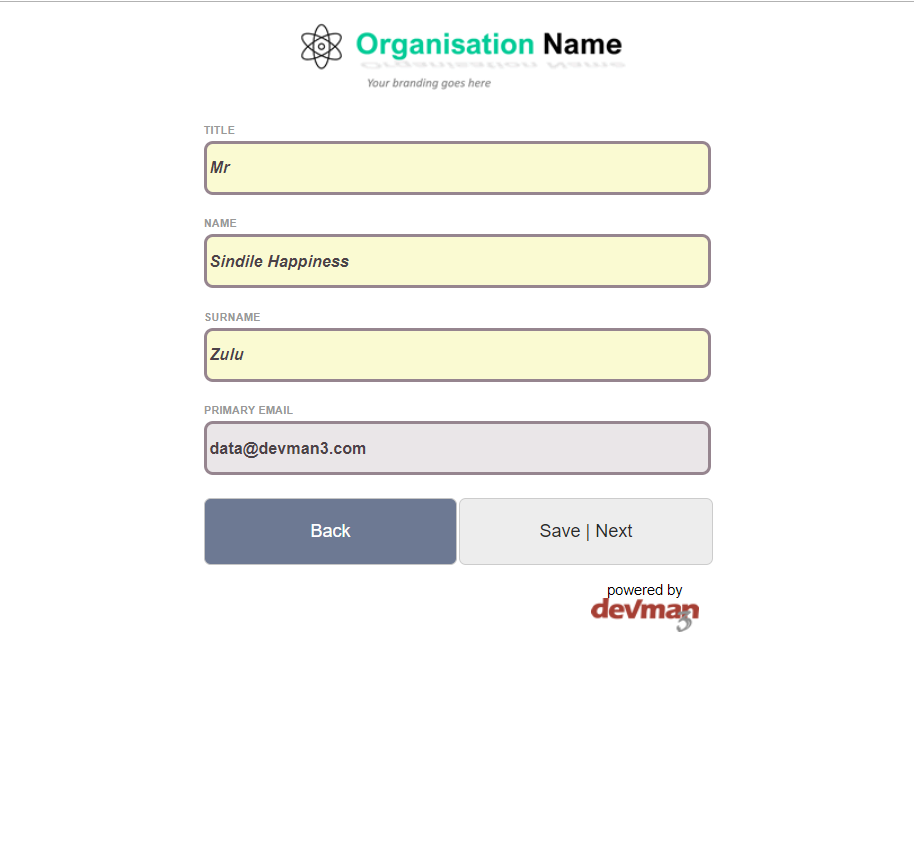 Organisation Name
Your branding goes here
TITLE
Mr
NAME
Sindile Happiness
SURNAME
Zulu
PRIMARY EMAIL
data@devman3.com
Back
Save | Next
powered by
devman
3